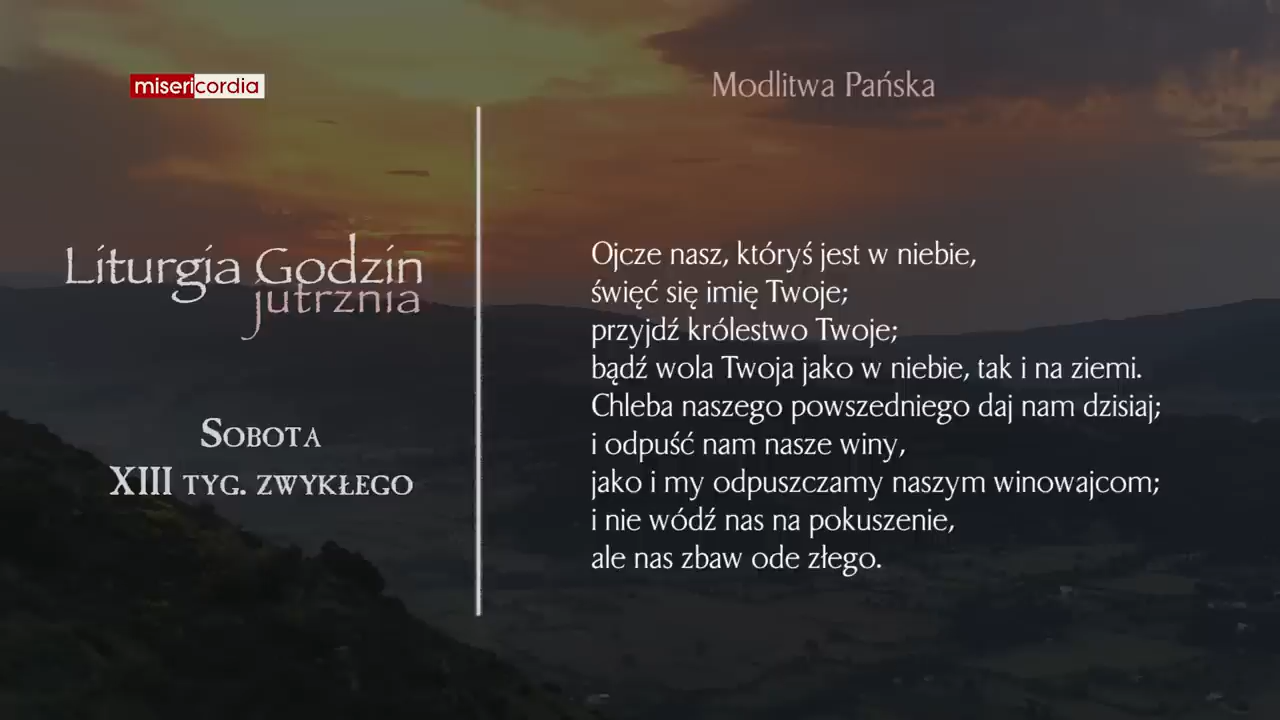 misericordia
Liturgia Godzin
jutrznia
Sobota
XIII tyg. zwykłego
Modlitwa Pańska
Ojcze nasz, któryś jest w niebie,
święć się imię Twoje;
przyjdź królestwo Twoje;
bądź wola Twoja jako w niebie, tak i na ziemi.
Chleba naszego powszedniego daj nam dzisiaj;
i odpuść nam nasze winy,
jako i my odpuszczamy naszym winowajcom;
i nie wódź nas na pokuszenie,
ale nas zbaw ode złego.